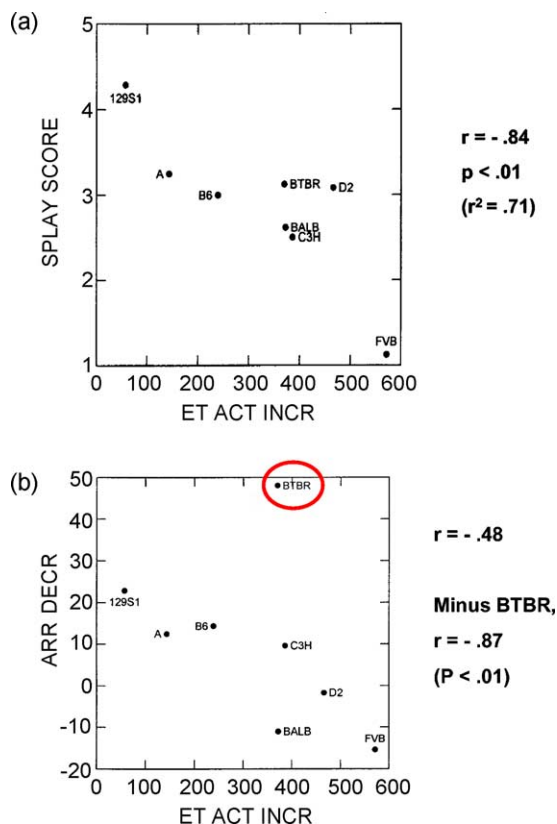 (a)
5
4
3
2
1
SPLAY SCORE
129S1
A
B6
BTBR
D2
BALB
C3H
FVB
0 100 200 300 400 500 600
ET ACT INCR
r = - .84
p < .01
(r² = .71)
(b)
50
40
30
20
10
0
-10
-20
ARR DECR
BTBR
129S1
A
B6
C3H
D2
BALB
FVB
0 100 200 300 400 500 600
ET ACT INCR
r = - .48
Minus BTBR,
r = - .87
(P < .01)